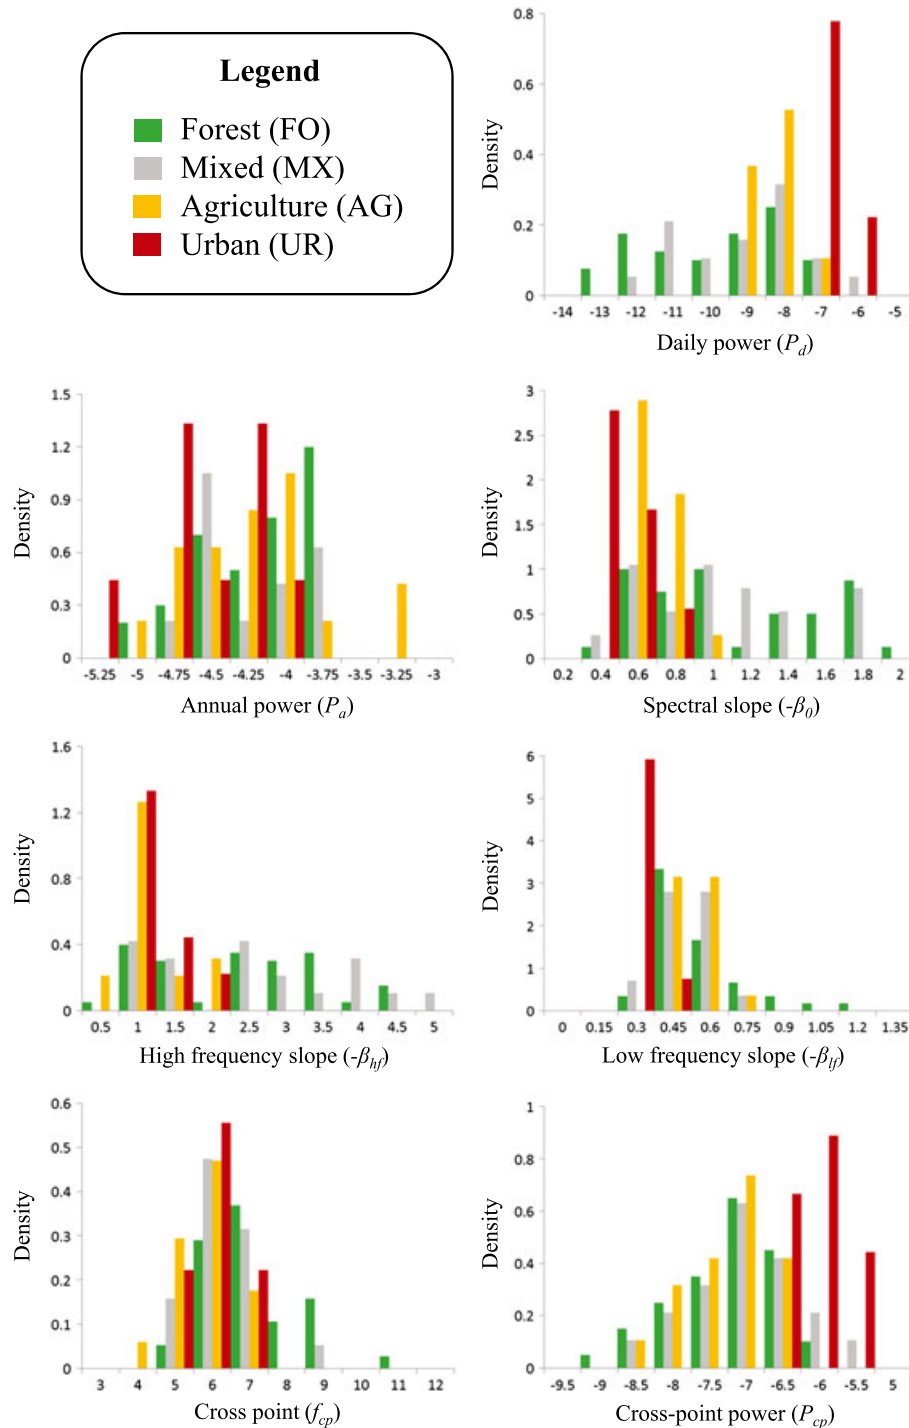 Legend
Forest (FO)
Mixed (MX)
Agriculture (AG)
Urban (UR)
0.8
0.6
0.4
0.2
0
Density
-14 -13 -12 -11 -10 -9 -8 -7 -6 -5
Daily power (P_d)
1.5
1.2
0.9
0.6
0.3
0
Density
-5.25 -5 -4.75 -4.5 -4.25 -4 -3.75 -3.5 -3.25 -3
Annual power (P_a)
3
2.5
2
1.5
1
0.5
0
Density
0.2 0.4 0.6 0.8 1 1.2 1.4 1.6 1.8 2
Spectral slope (-β_0)
1.6
1.2
0.8
0.4
0
Density
0.5 1 1.5 2 2.5 3 3.5 4 4.5 5
High frequency slope (-β_hf)
6
5
4
3
2
1
0
Density
0 0.15 0.3 0.45 0.6 0.75 0.9 1.05 1.2 1.35
Low frequency slope (-β_lf)
0.6
0.5
0.4
0.3
0.2
0.1
0
Density
3 4 5 6 7 8 9 10 11 12
Cross point (f_cp)
1
0.8
0.6
0.4
0.2
0
Density
-9.5 -9 -8.5 -8 -7.5 -7 -6.5 -6 -5.5 5
Cross-point power (P_cp)